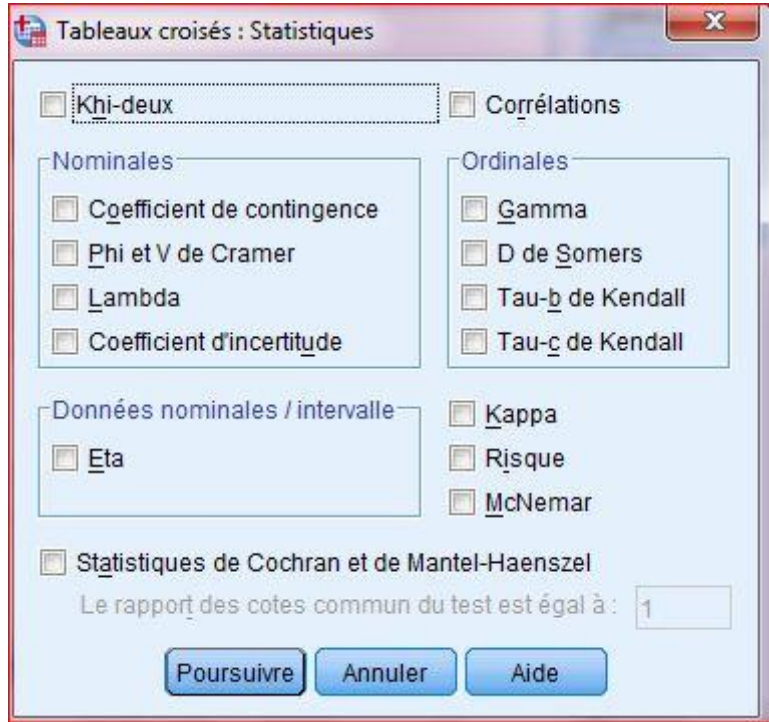 Tableaux croisés : Statistiques
Khi-deux
Corrélations
Nominales
Coefficient de contingence
Phi et V de Cramer
Lambda
Coefficient d'incertitude
Ordinales
Gamma
D de Somers
Tau-b de Kendall
Tau-c de Kendall
Données nominales / intervalle
Eta
Kappa
Risque
McNemar
Statistiques de Cochran et de Mantel-Haenszel
Le rapport des cotes commun du test est égal à : 1
Poursuivre Annuler Aide